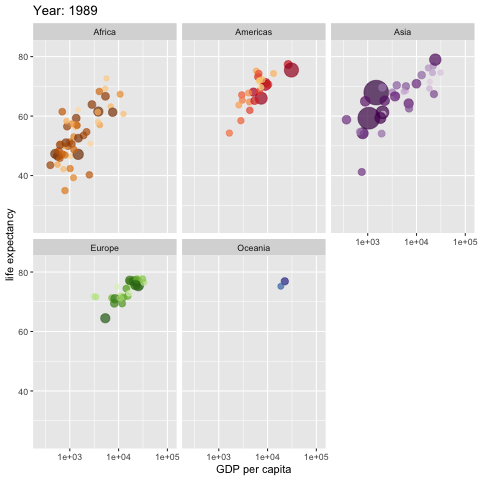 Year: 1989
Africa
Americas
Asia
80
60
40
1e+03 1e+04 1e+05
Europe
Oceania
80
60
40
1e+03 1e+04 1e+05
1e+03 1e+04 1e+05
life expectancy
GDP per capita